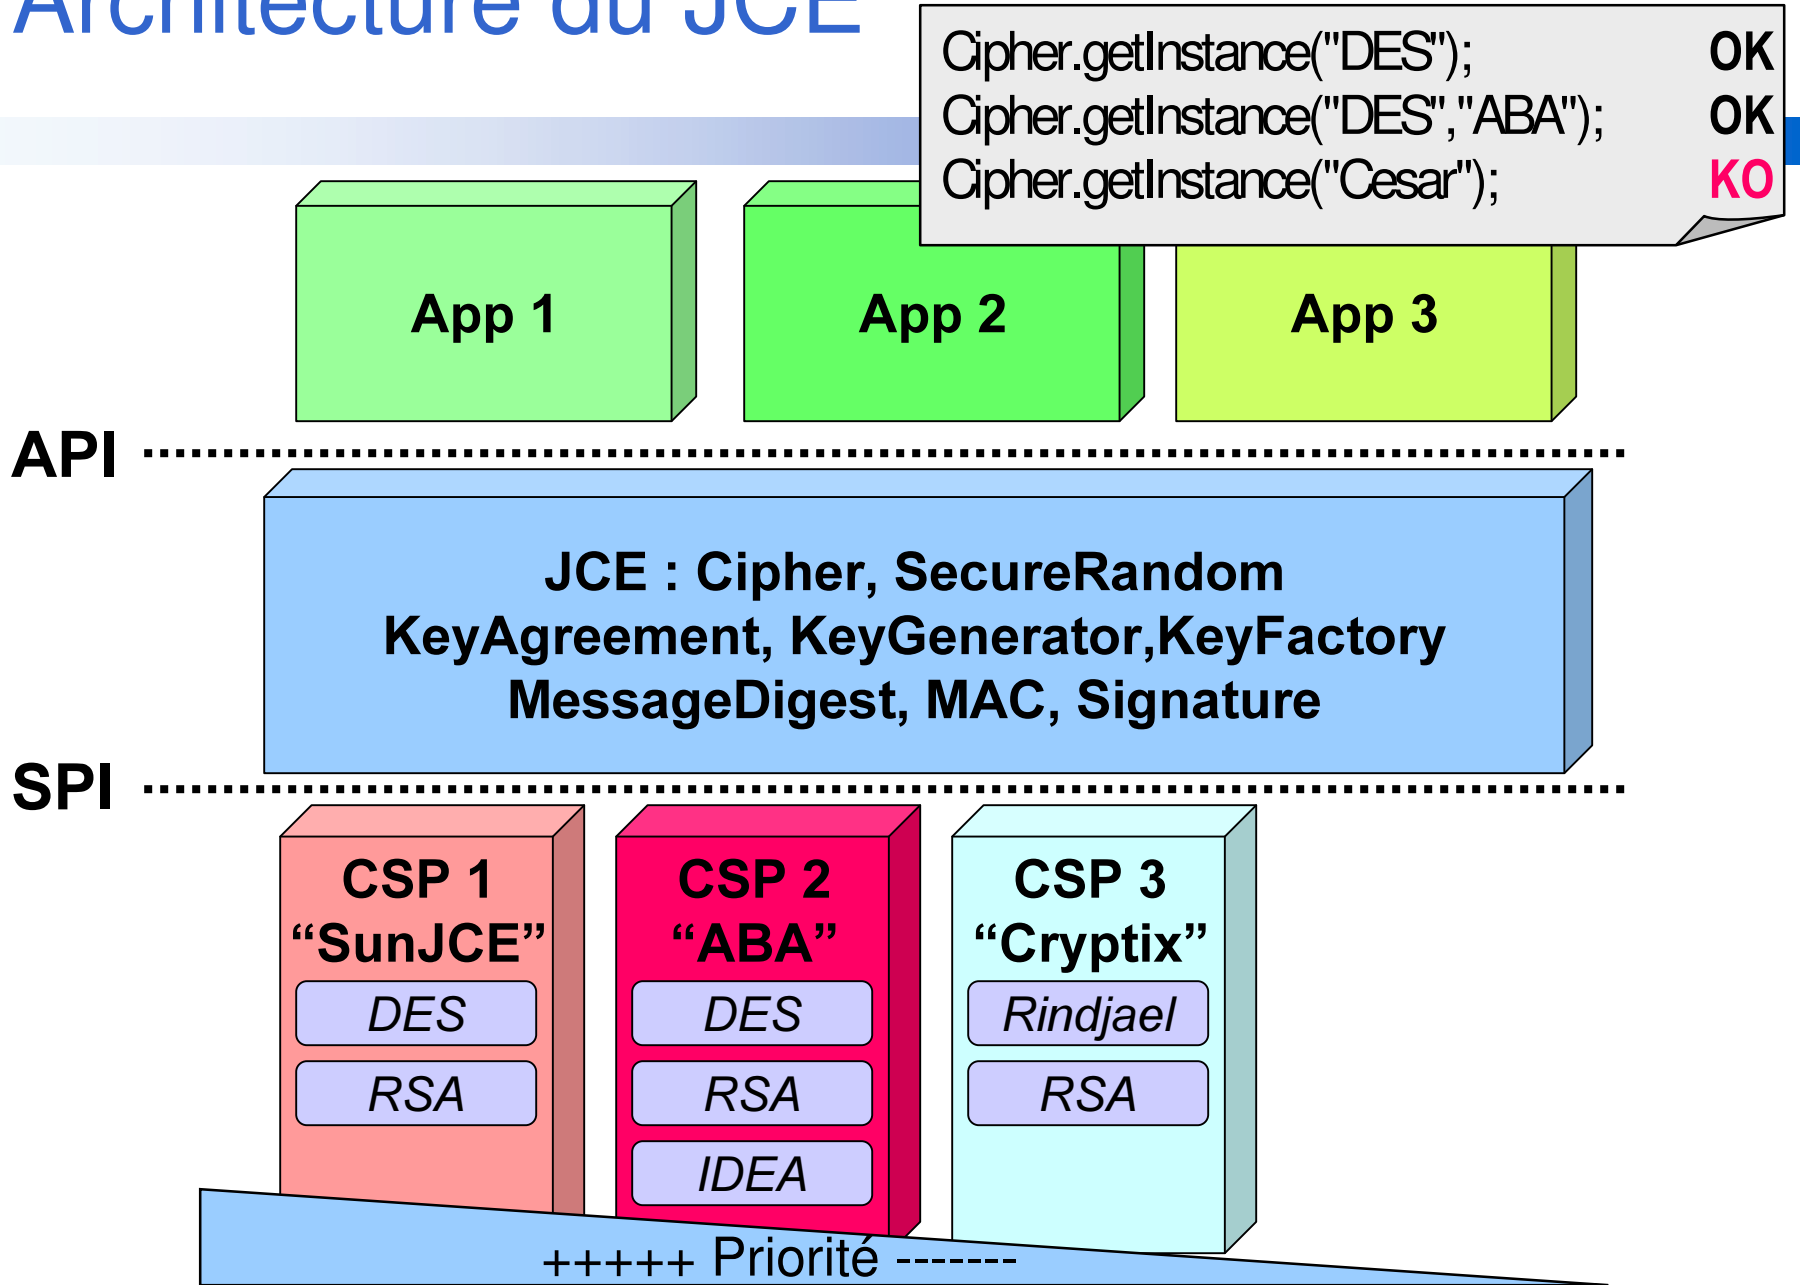 Architecture du JCE
Cipher.getInstance("DES"); OK
Cipher.getInstance("DES","ABA"); OK
Cipher.getInstance("Cesar"); KO
App 1
App 2
App 3
API
JCE : Cipher, SecureRandom
KeyAgreement, KeyGenerator,KeyFactory
MessageDigest, MAC, Signature
SPI
CSP 1
“SunJCE”
DES
RSA
CSP 2
“ABA”
DES
RSA
IDEA
CSP 3
“Cryptix”
Rindjael
RSA
+++++ Priorité -------